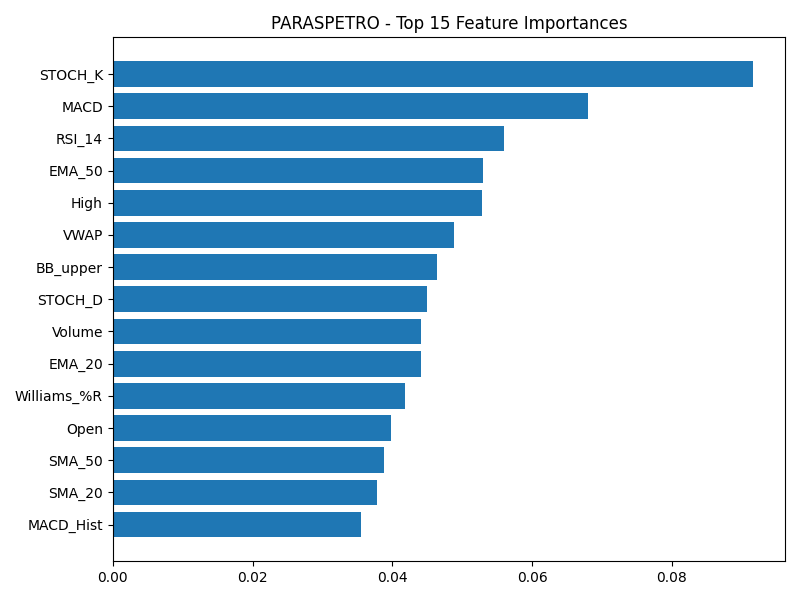 PARASPETRO - Top 15 Feature Importances
STOCH_K
MACD
RSI_14
EMA_50
High
VWAP
BB_upper
STOCH_D
Volume
EMA_20
Williams_%R
Open
SMA_50
SMA_20
MACD_Hist
0.00 0.02 0.04 0.06 0.08